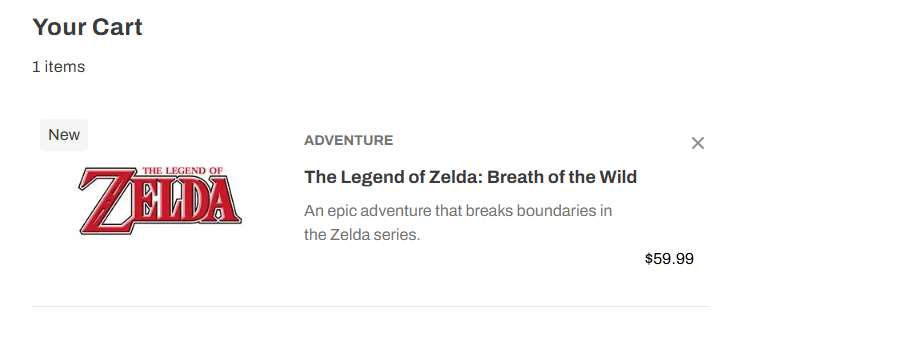 Your Cart
1 items
New
THE LEGEND OF
ZELDA
ADVENTURE
The Legend of Zelda: Breath of the Wild
An epic adventure that breaks boundaries in
the Zelda series.
$59.99